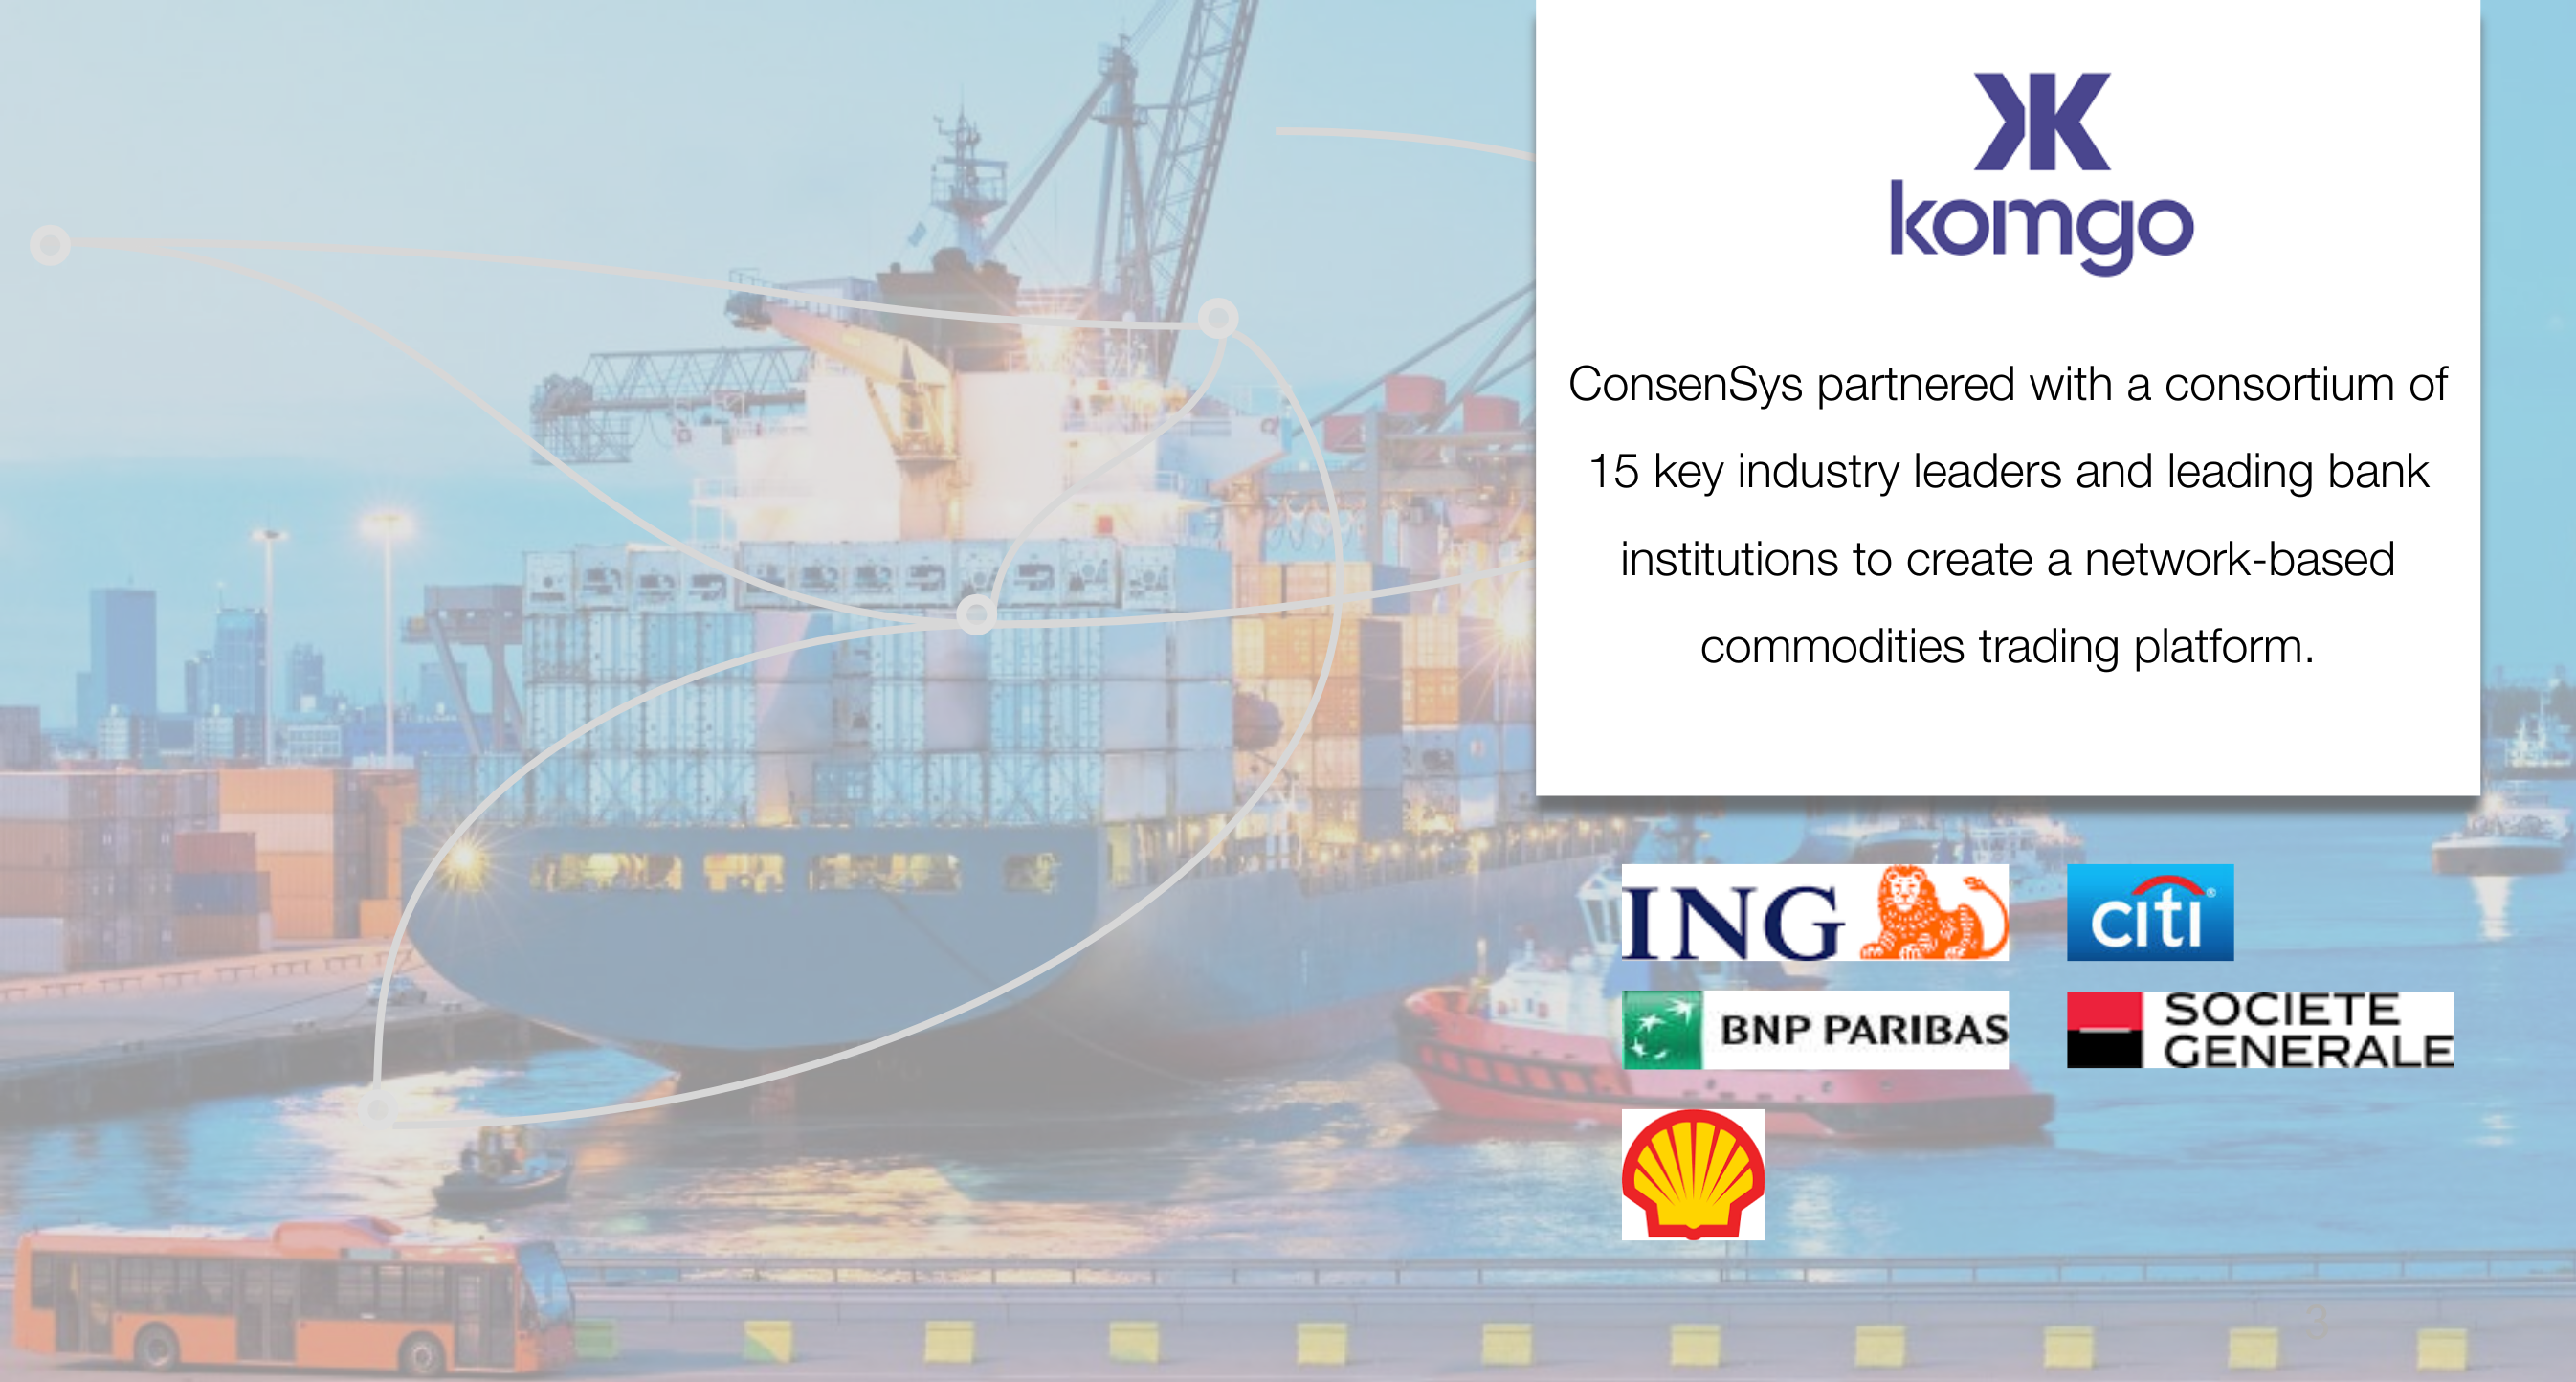 komgo
ConsenSys partnered with a consortium of
15 key industry leaders and leading bank
institutions to create a network-based
commodities trading platform.
ING
citi®
BNP PARIBAS
SOCIETE
GENERALE
3